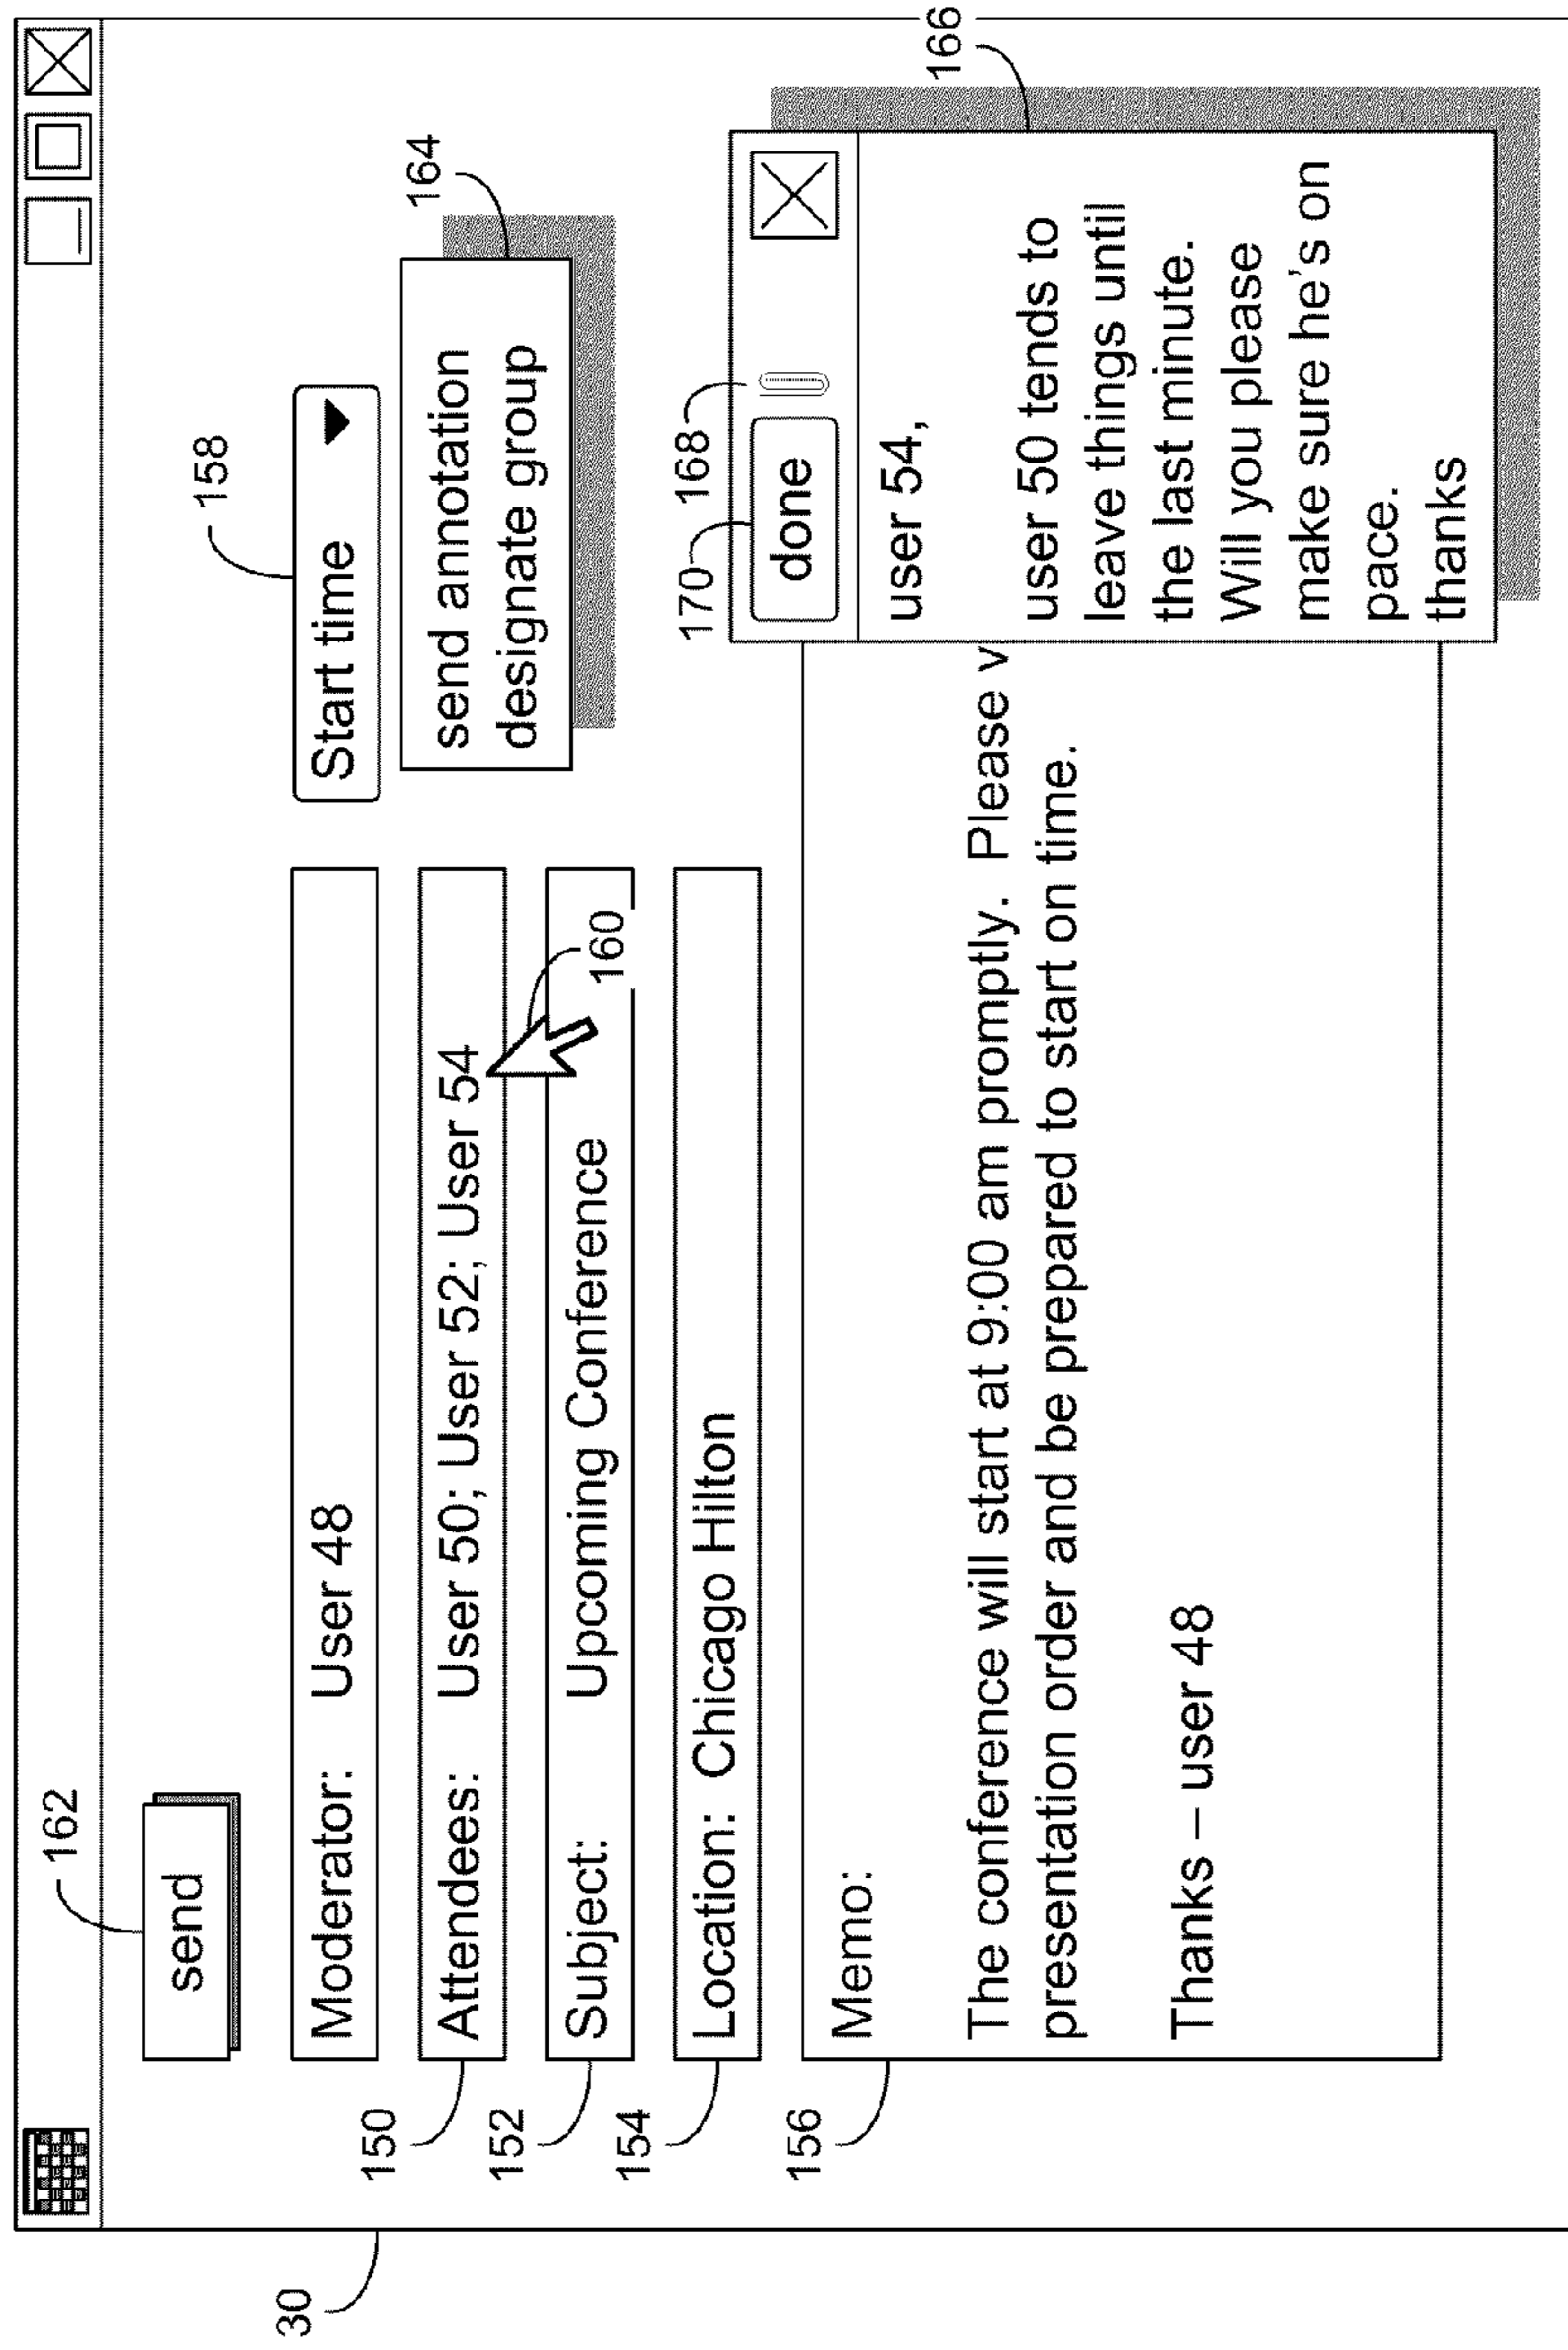 162
send
158
Start time
Moderator: User 48
164
send annotation
designate group
150
Attendees: User 50; User 52; User 54
160
152
Subject: Upcoming Conference
154
Location: Chicago Hilton
156
Memo:
The conference will start at 9:00 am promptly. Please v
presentation order and be prepared to start on time.
Thanks – user 48
170
168
166
done
user 54,
user 50 tends to
leave things until
the last minute.
Will you please
make sure he's on
pace.
thanks
30